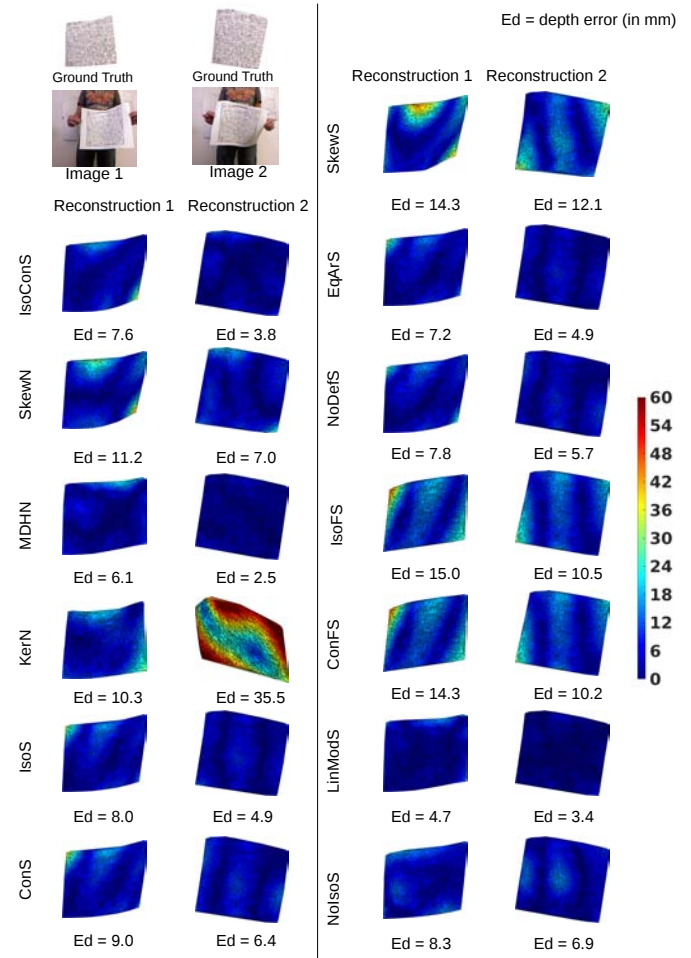 Ed = depth error (in mm)
Ground Truth Ground Truth
Image 1 Image 2
Reconstruction 1 Reconstruction 2
IsoConS
Ed = 7.6 Ed = 3.8
SkewN
Ed = 11.2 Ed = 7.0
MDHN
Ed = 6.1 Ed = 2.5
KerN
Ed = 10.3 Ed = 35.5
IsoS
Ed = 8.0 Ed = 4.9
ConS
Ed = 9.0 Ed = 6.4
Reconstruction 1 Reconstruction 2
SkewS
Ed = 14.3 Ed = 12.1
EqArS
Ed = 7.2 Ed = 4.9
NoDefS
Ed = 7.8 Ed = 5.7
IsoFS
Ed = 15.0 Ed = 10.5
ConFS
Ed = 14.3 Ed = 10.2
LinModS
Ed = 4.7 Ed = 3.4
NoIsoS
Ed = 8.3 Ed = 6.9
60
54
48
42
36
30
24
18
12
6
0